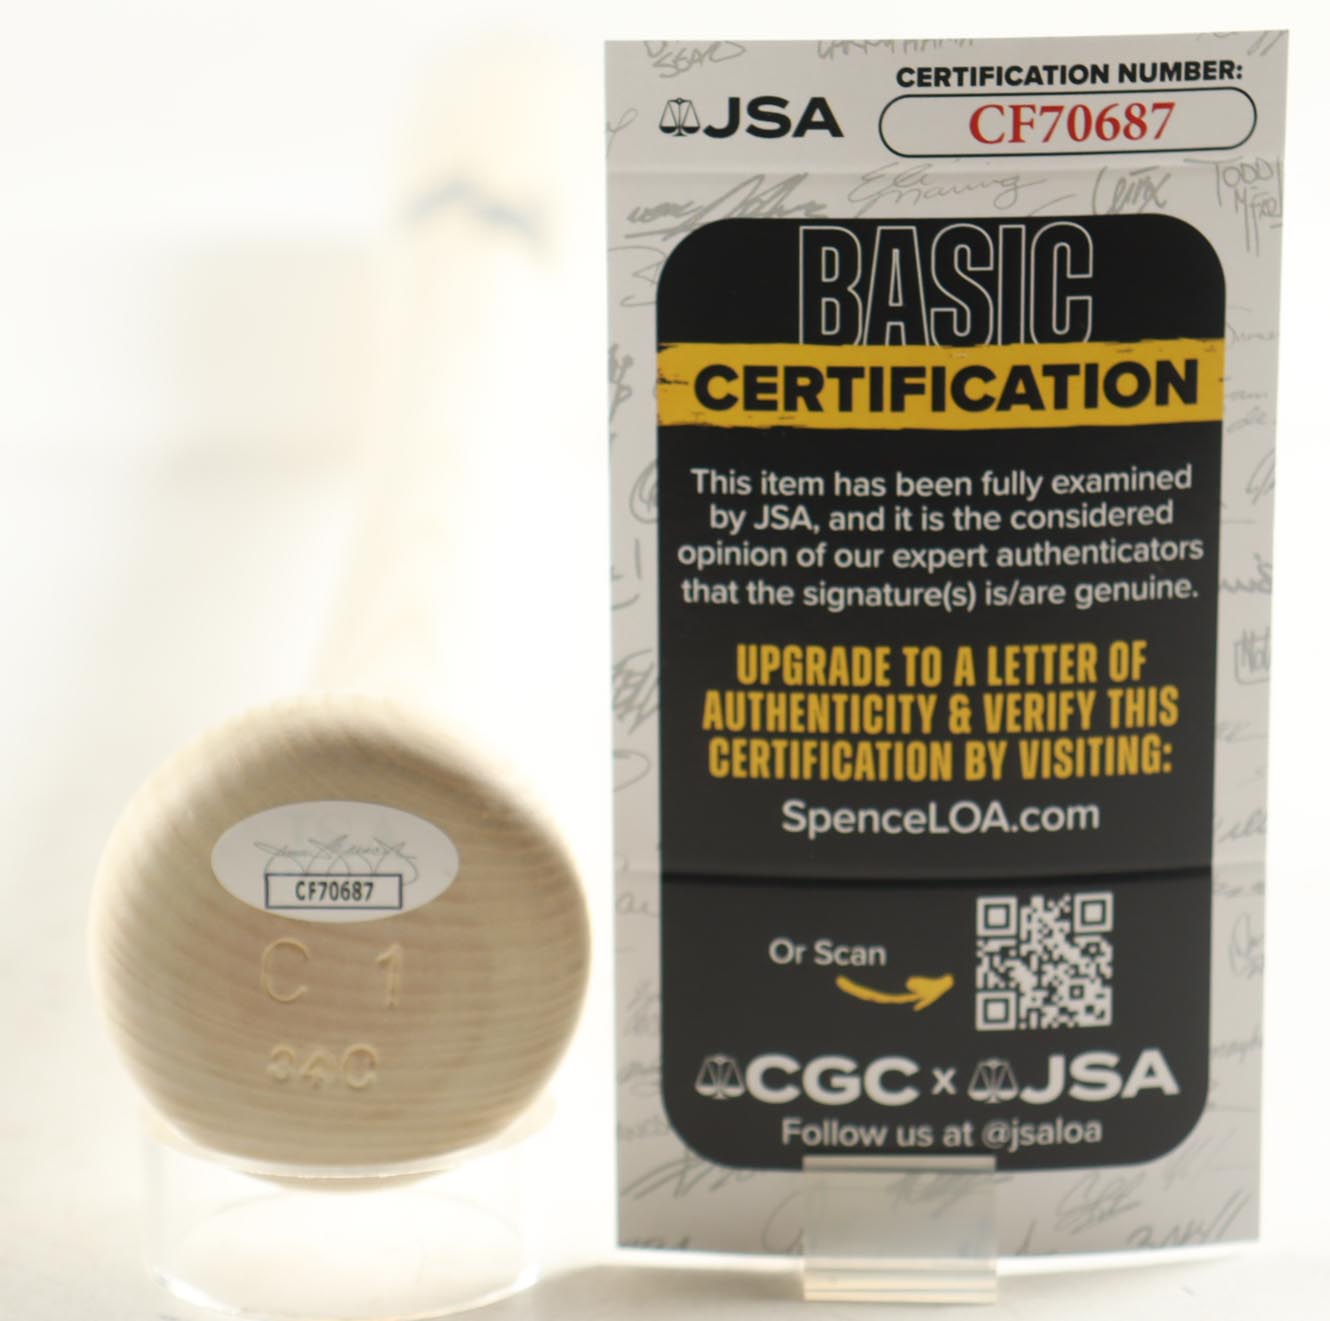 JSA
CERTIFICATION NUMBER:
CF70687
BASIC
CERTIFICATION
This item has been fully examined
by JSA, and it is the considered
opinion of our expert authenticators
that the signature(s) is/are genuine.
UPGRADE TO A LETTER OF
AUTHENTICITY & VERIFY THIS
CERTIFICATION BY VISITING:
SpenceLOA.com
Or Scan
CGC x JSA
Follow us at @jsaloa
CF70687
C 1